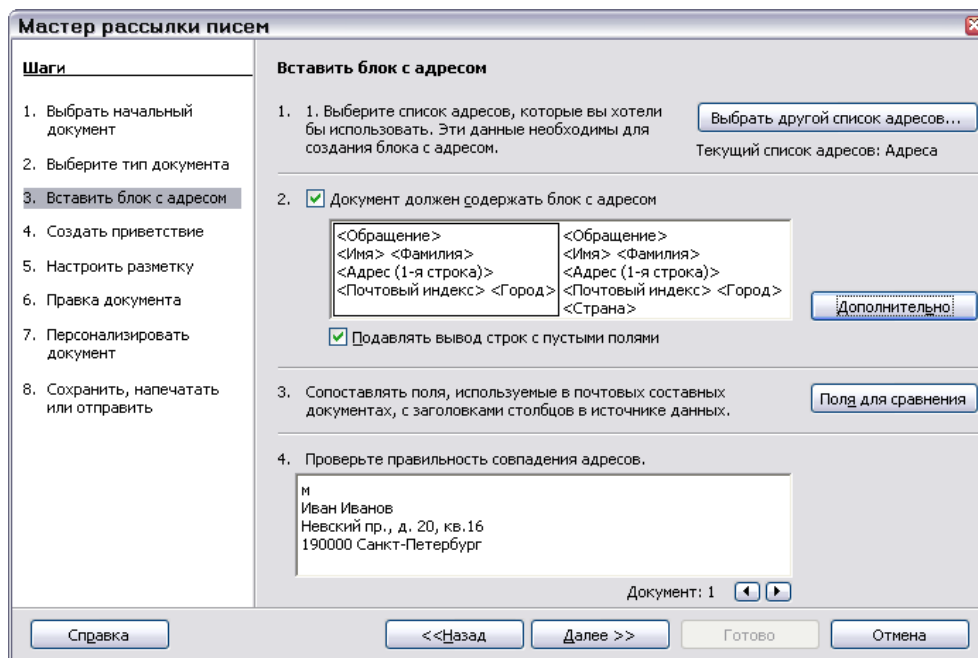 Мастер рассылки писем
Шаги
1. Выбрать начальный
документ
2. Выберите тип документа
3. Вставить блок с адресом
4. Создать приветствие
5. Настроить разметку
6. Правка документа
7. Персонализировать
документ
8. Сохранить, напечатать
или отправить
Вставить блок с адресом
1. 1. Выберите список адресов, которые вы хотели
бы использовать. Эти данные необходимы для
создания блока с адресом.
Выбрать другой список адресов...
Текущий список адресов: Адреса
2. Документ должен содержать блок с адресом
<Обращение>
<Имя> <Фамилия>
<Адрес (1-я строка)>
<Почтовый индекс> <Город>
<Обращение>
<Имя> <Фамилия>
<Адрес (1-я строка)>
<Почтовый индекс> <Город>
<Страна>
Дополнительно
Подавлять вывод строк с пустыми полями
3. Сопоставлять поля, используемые в почтовых составных
документах, с заголовками столбцов в источнике данных.
Поля для сравнения
4. Проверьте правильность совпадения адресов.
м
Иван Иванов
Невский пр., д. 20, кв.16
190000 Санкт-Петербург
Документ: 1
Справка
<<Назад
Далее >>
Готово
Отмена